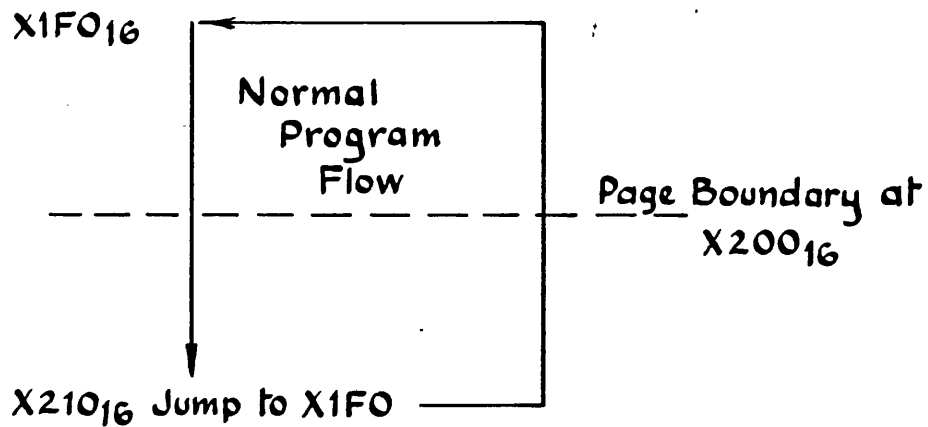 X1F0₁₆
Normal
Program
Flow
Page Boundary at
X200₁₆
X210₁₆ Jump to X1F0